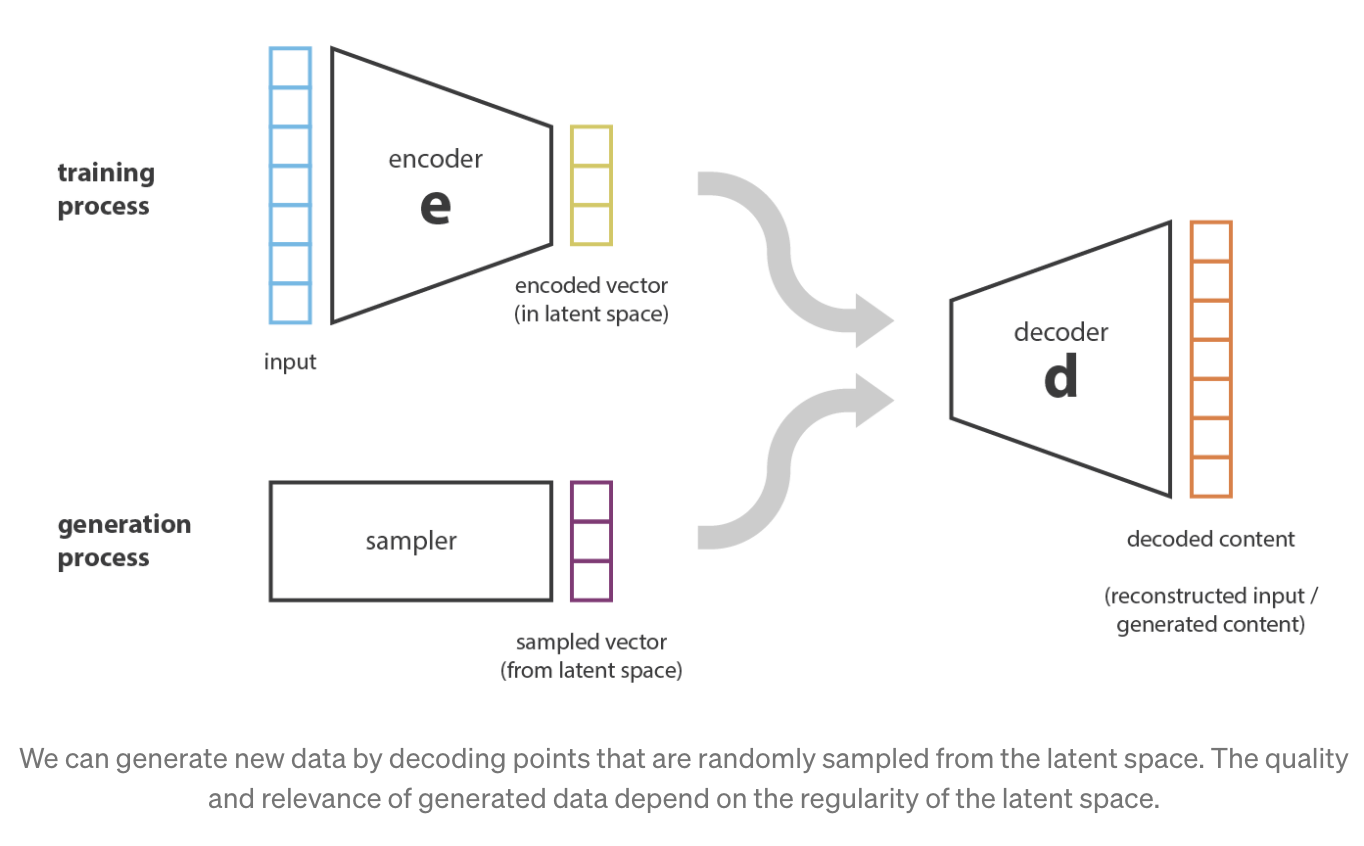 training
process
encoder
e
encoded vector
(in latent space)
input
decoder
d
generation
process
sampler
sampled vector
(from latent space)
decoded content
(reconstructed input /
generated content)
We can generate new data by decoding points that are randomly sampled from the latent space. The quality
and relevance of generated data depend on the regularity of the latent space.